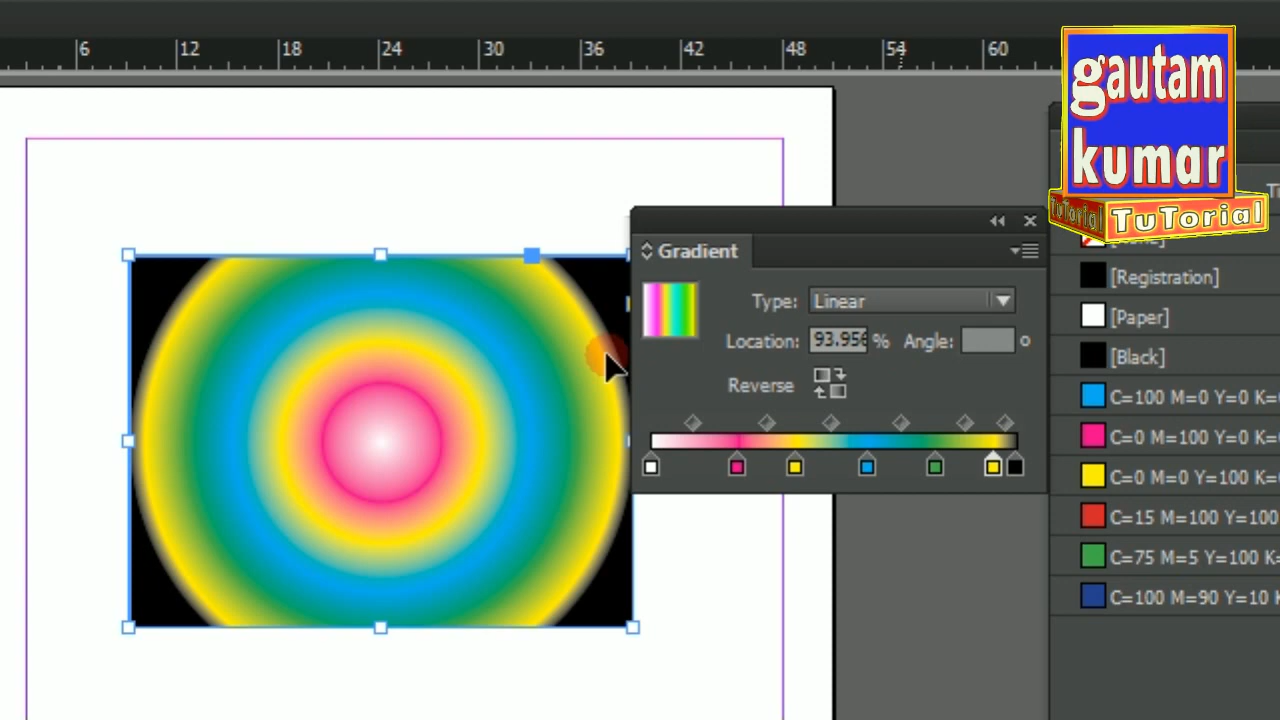 6 12 18 24 30 36 42 48 54 60
gautam
kumar
TuTorial TuTorial
Gradient
Type: Linear
Location: 93.956 % Angle: o
Reverse
[Registration]
[Paper]
[Black]
C=100 M=0 Y=0 K=
C=0 M=100 Y=0 K=
C=0 M=0 Y=100 K=
C=15 M=100 Y=100
C=75 M=5 Y=100 K=
C=100 M=90 Y=10 K